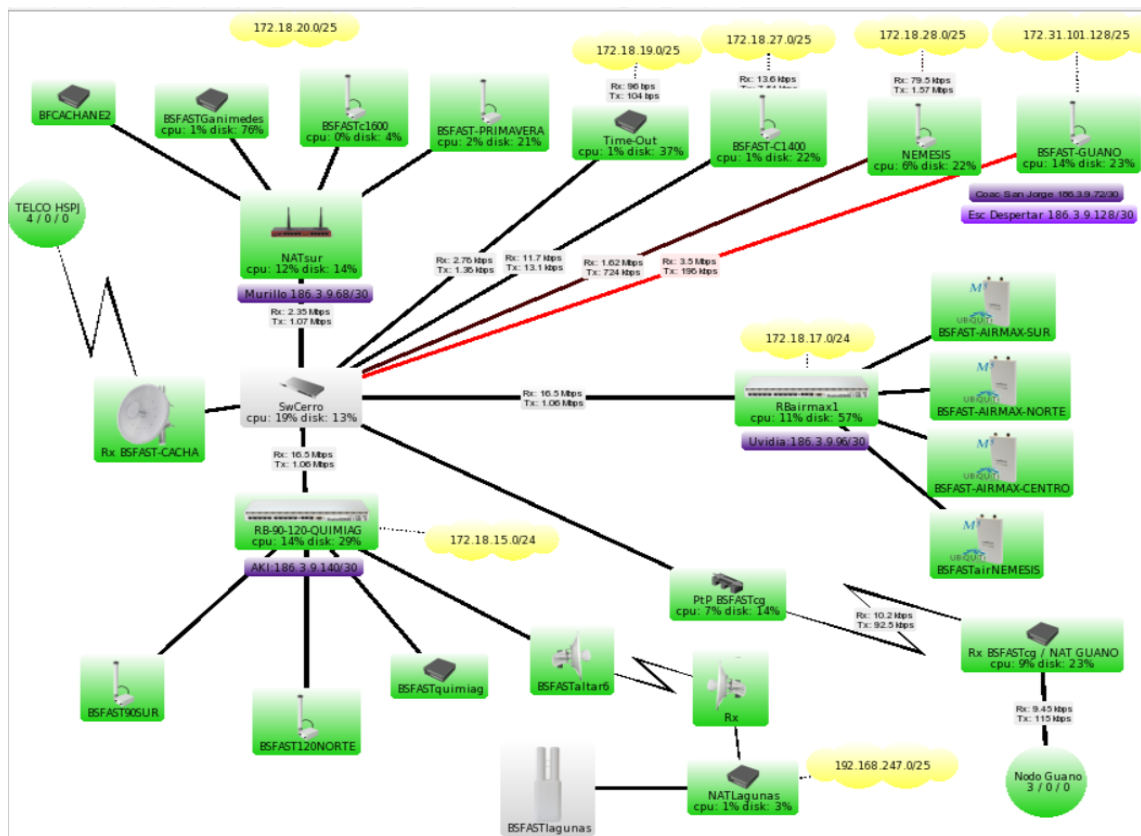 172.18.20.0/25
172.18.19.0/25
172.18.27.0/25
172.18.28.0/25
172.31.101.128/25
Rx: 96 bps
Tx: 104 bps
Rx: 13.6 kbps
Rx: 79.5 kbps
Tx: 1.57 Mbps
BFCACHANE2
BSFASTGanimedes
cpu: 1% disk: 76%
BSFASTc1600
cpu: 0% disk: 4%
BSFAST-PRIMAVERA
cpu: 2% disk: 21%
Time-Out
cpu: 1% disk: 37%
BSFAST-C1400
cpu: 1% disk: 22%
NEMESIS
cpu: 6% disk: 22%
BSFAST-GUANO
cpu: 14% disk: 23%
Coac San Jorge 186.3.9.72/30
Esc Despertar 186.3.9.128/30
TELCO HSPJ
4 / 0 / 0
NATsur
cpu: 12% disk: 14%
Murillo 186.3.9.68/30
Rx: 2.35 Mbps
Tx: 1.07 Mbps
Rx: 2.76 kbps
Tx: 1.36 kbps
Rx: 11.7 kbps
Tx: 13.1 kbps
Rx: 1.62 Mbps
Tx: 724 kbps
Rx: 3.5 Mbps
Tx: 196 kbps
M
UBiQUiTi
BSFAST-AIRMAX-SUR
172.18.17.0/24
Rx BSFAST-CACHA
SwCerro
cpu: 19% disk: 13%
Rx: 16.5 Mbps
Tx: 1.06 Mbps
RBairmax1
cpu: 11% disk: 57%
Uvidia:186.3.9.96/30
M
UBiQUiTi
BSFAST-AIRMAX-NORTE
M
UBiQUiTi
BSFAST-AIRMAX-CENTRO
M
UBiQUiTi
BSFASTairNEMESIS
Rx: 16.5 Mbps
Tx: 1.06 Mbps
RB-90-120-QUIMIAG
cpu: 14% disk: 29%
AKI:186.3.9.140/30
172.18.15.0/24
PtP BSFASTcg
cpu: 7% disk: 14%
Rx: 10.2 kbps
Tx: 92.5 kbps
Rx BSFASTcg / NAT GUANO
cpu: 9% disk: 23%
BSFAST90SUR
BSFAST120NORTE
BSFASTquimiag
BSFASTaltar6
Rx
Rx: 9.45 kbps
Tx: 115 kbps
192.168.247.0/25
NATLagunas
cpu: 1% disk: 3%
BSFASTlagunas
Nodo Guano
3 / 0 / 0